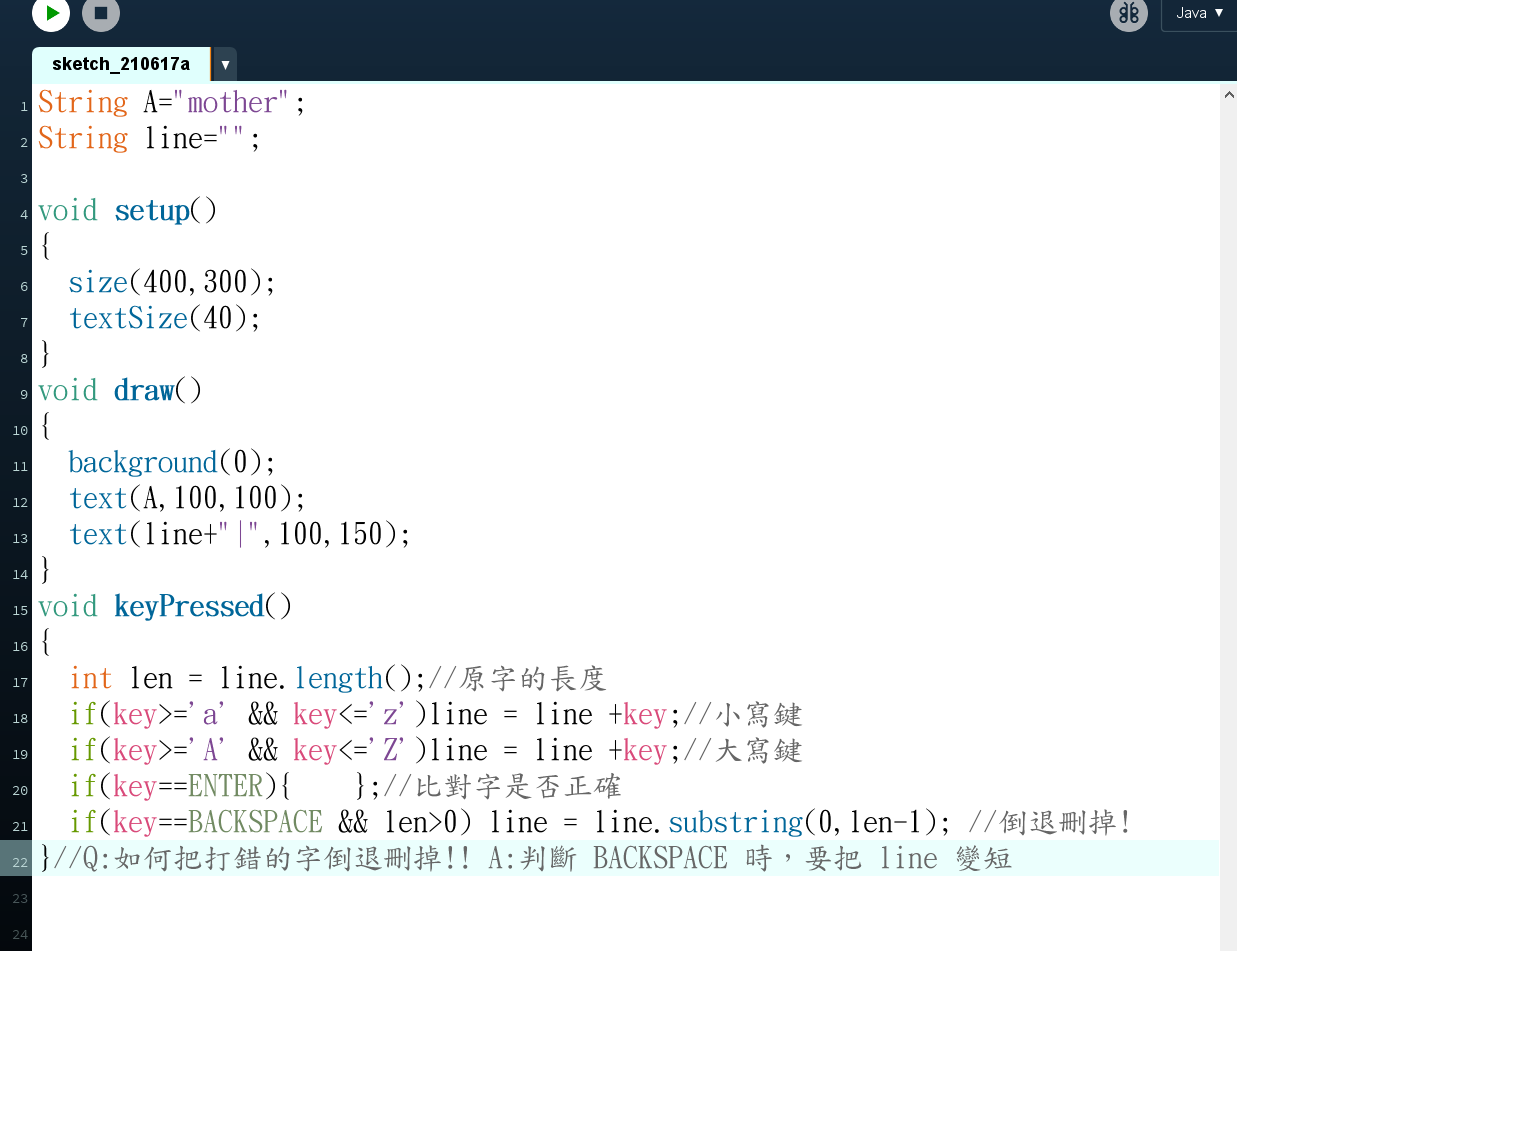 Java ▼
sketch_210617a ▼
1 String A="mother";
2 String line="";
3
4 void setup()
5 {
6   size(400,300);
7   textSize(40);
8 }
9 void draw()
10 {
11   background(0);
12   text(A,100,100);
13   text(line+"|",100,150);
14 }
15 void keyPressed()
16 {
17   int len = line.length();//原字的長度
18   if(key>='a' && key<='z')line = line +key;//小寫鍵
19   if(key>='A' && key<='Z')line = line +key;//大寫鍵
20   if(key==ENTER){    };//比對字是否正確
21   if(key==BACKSPACE && len>0) line = line.substring(0,len-1); //倒退刪掉!
22 }//Q:如何把打錯的字倒退刪掉!! A:判斷 BACKSPACE 時，要把 line 變短
23
24